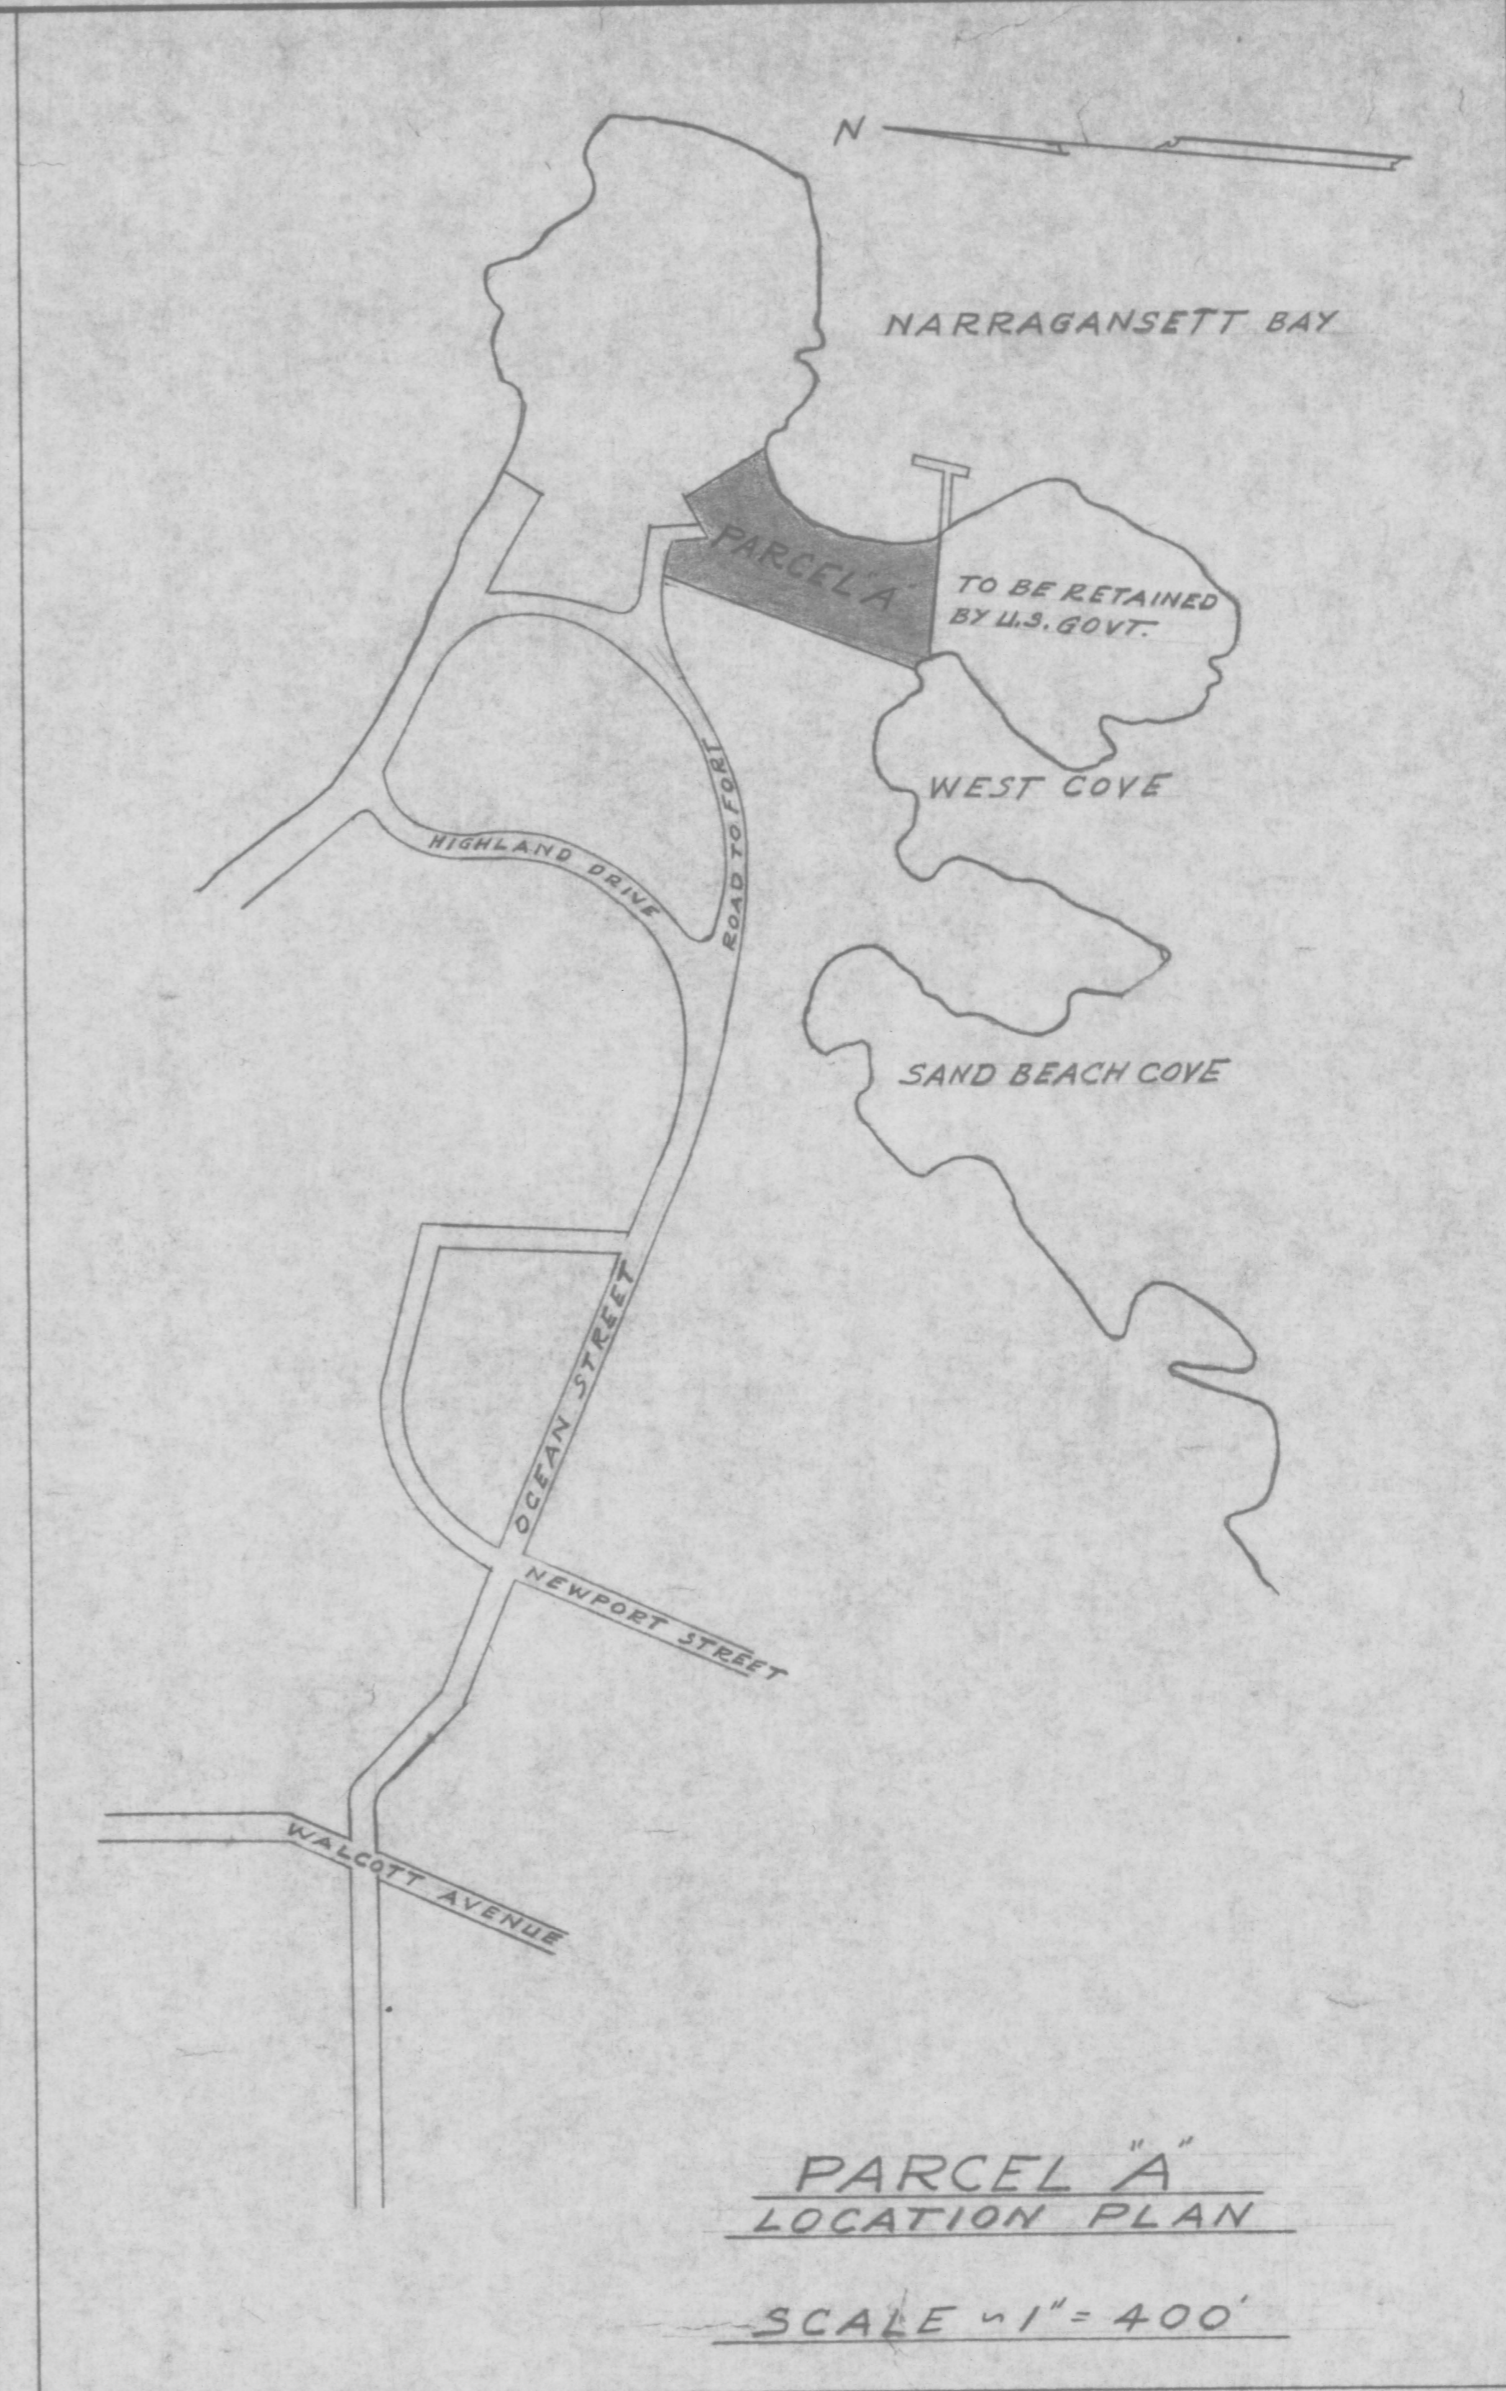 N
NARRAGANSETT BAY
PARCEL "A"
TO BE RETAINED
BY U.S. GOVT.
WEST COVE
ROAD TO FORT
HIGHLAND DRIVE
SAND BEACH COVE
OCEAN STREET
NEWPORT STREET
WALCOTT AVENUE
PARCEL "A"
LOCATION PLAN
SCALE ~ 1" = 400'